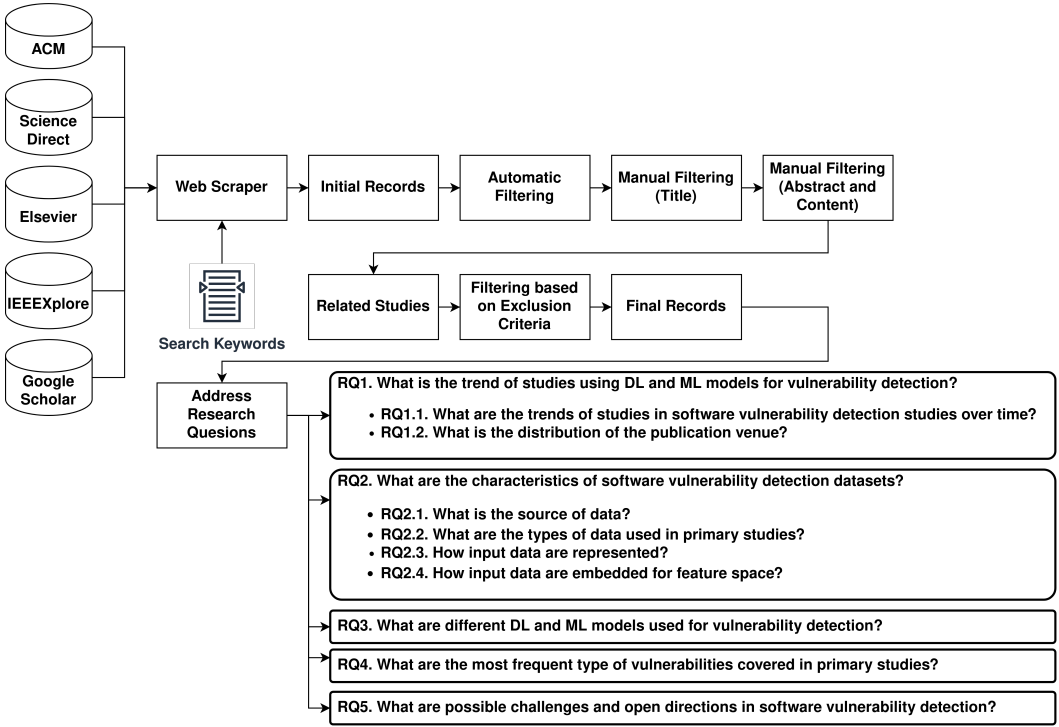 ACM
Science
Direct
Elsevier
IEEEXplore
Google
Scholar
Web Scraper
Initial Records
Automatic
Filtering
Manual Filtering
(Title)
Manual Filtering
(Abstract and
Content)
Search Keywords
Related Studies
Filtering based
on Exclusion
Criteria
Final Records
Address
Research
Quesions
RQ1. What is the trend of studies using DL and ML models for vulnerability detection?
• RQ1.1. What are the trends of studies in software vulnerability detection studies over time?
• RQ1.2. What is the distribution of the publication venue?
RQ2. What are the characteristics of software vulnerability detection datasets?
• RQ2.1. What is the source of data?
• RQ2.2. What are the types of data used in primary studies?
• RQ2.3. How input data are represented?
• RQ2.4. How input data are embedded for feature space?
RQ3. What are different DL and ML models used for vulnerability detection?
RQ4. What are the most frequent type of vulnerabilities covered in primary studies?
RQ5. What are possible challenges and open directions in software vulnerability detection?